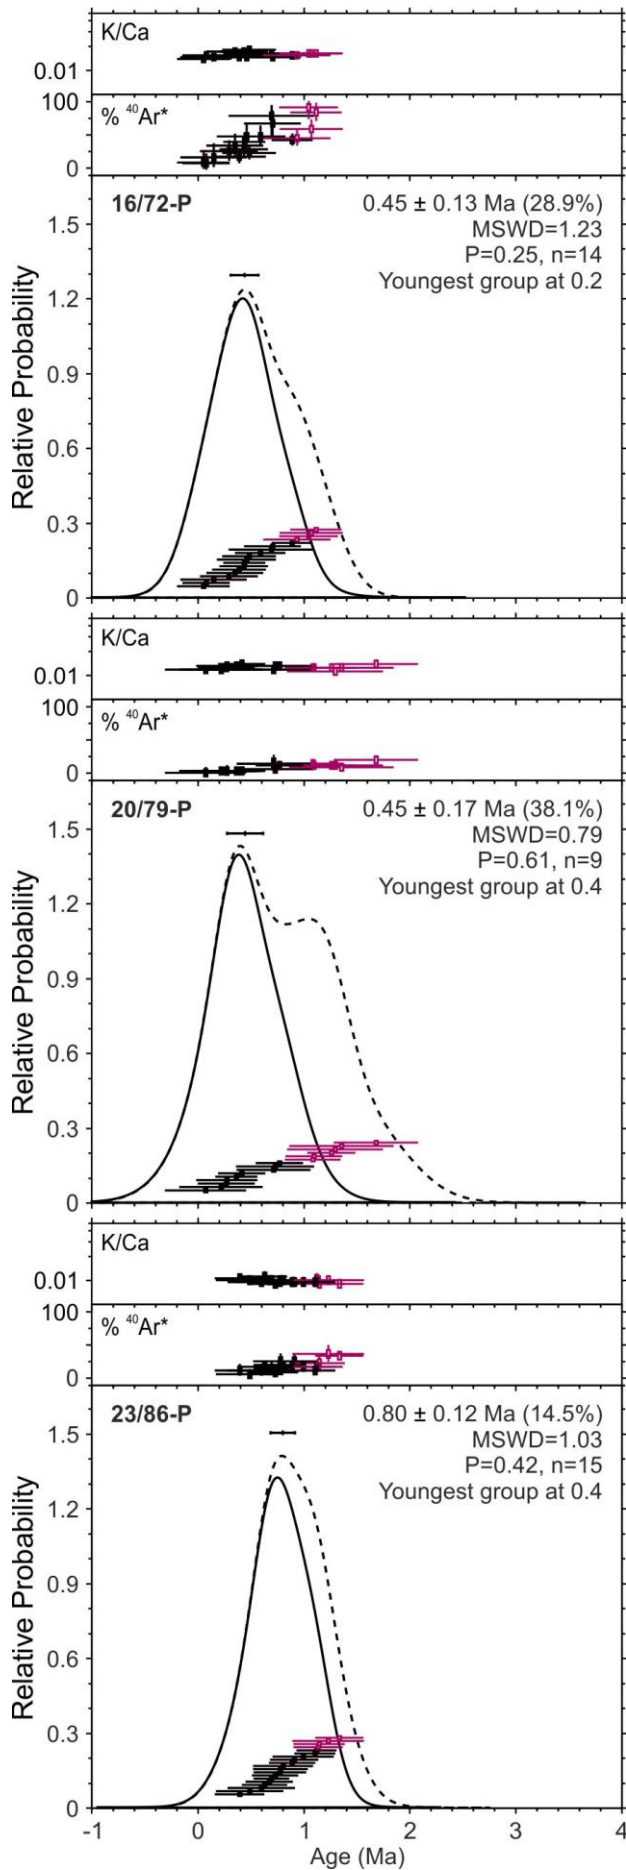 K/Ca
0.01
100
% ⁴⁰Ar*
0
16/72-P
0.45 ± 0.13 Ma (28.9%)
MSWD=1.23
P=0.25, n=14
Youngest group at 0.2
1.5
1.2
0.9
0.6
0.3
0
Relative Probability
K/Ca
0.01
100
% ⁴⁰Ar*
0
20/79-P
0.45 ± 0.17 Ma (38.1%)
MSWD=0.79
P=0.61, n=9
Youngest group at 0.4
1.5
1.2
0.9
0.6
0.3
0
Relative Probability
K/Ca
0.01
100
% ⁴⁰Ar*
0
23/86-P
0.80 ± 0.12 Ma (14.5%)
MSWD=1.03
P=0.42, n=15
Youngest group at 0.4
1.5
1.2
0.9
0.6
0.3
0
Relative Probability
-1 0 1 2 3 4
Age (Ma)